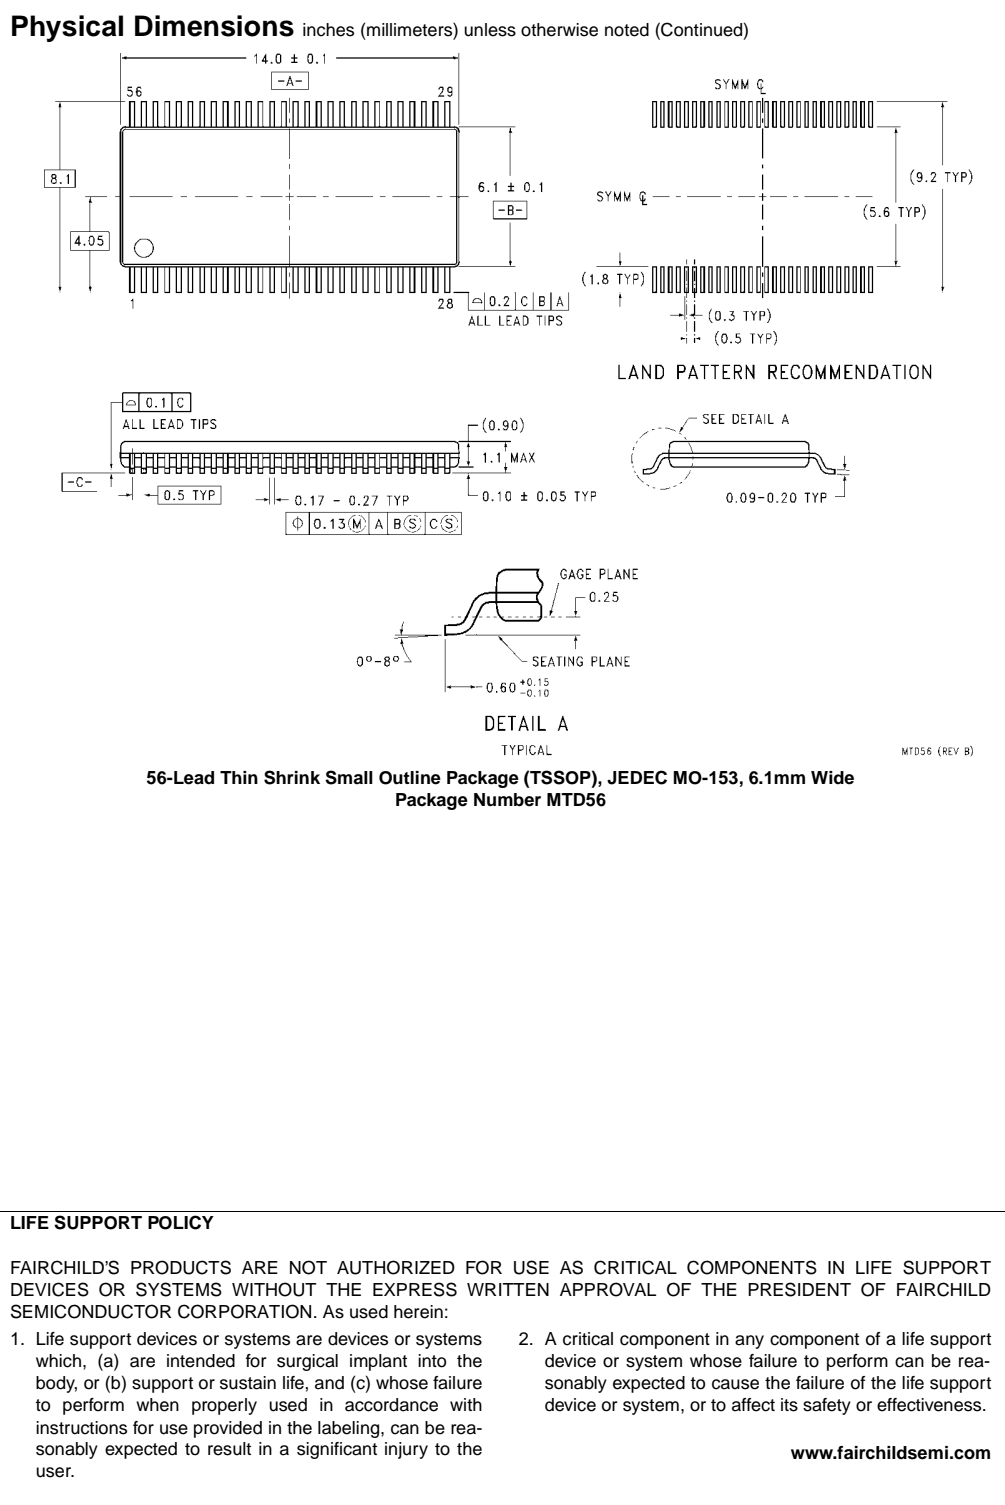 Physical Dimensions inches (millimeters) unless otherwise noted (Continued)
14.0 ± 0.1
-A-
56
29
8.1
4.05
6.1 ± 0.1
-B-
1
28
⌓ 0.2 C B A
ALL LEAD TIPS
SYMM ℄
SYMM ℄
(9.2 TYP)
(5.6 TYP)
(1.8 TYP)
(0.3 TYP)
(0.5 TYP)
LAND PATTERN RECOMMENDATION
⌓ 0.1 C
ALL LEAD TIPS
(0.90)
1.1 MAX
-C-
0.5 TYP
0.17 - 0.27 TYP
0.10 ± 0.05 TYP
⌽ 0.13 Ⓜ A B Ⓢ C Ⓢ
SEE DETAIL A
0.09-0.20 TYP
GAGE PLANE
0.25
0°-8°
SEATING PLANE
0.60 +0.15 -0.10
DETAIL A
TYPICAL
MTD56 (REV B)
56-Lead Thin Shrink Small Outline Package (TSSOP), JEDEC MO-153, 6.1mm Wide
Package Number MTD56
LIFE SUPPORT POLICY
FAIRCHILD'S PRODUCTS ARE NOT AUTHORIZED FOR USE AS CRITICAL COMPONENTS IN LIFE SUPPORT
DEVICES OR SYSTEMS WITHOUT THE EXPRESS WRITTEN APPROVAL OF THE PRESIDENT OF FAIRCHILD
SEMICONDUCTOR CORPORATION. As used herein:
1. Life support devices or systems are devices or systems
which, (a) are intended for surgical implant into the
body, or (b) support or sustain life, and (c) whose failure
to perform when properly used in accordance with
instructions for use provided in the labeling, can be rea-
sonably expected to result in a significant injury to the
user.
2. A critical component in any component of a life support
device or system whose failure to perform can be rea-
sonably expected to cause the failure of the life support
device or system, or to affect its safety or effectiveness.
www.fairchildsemi.com